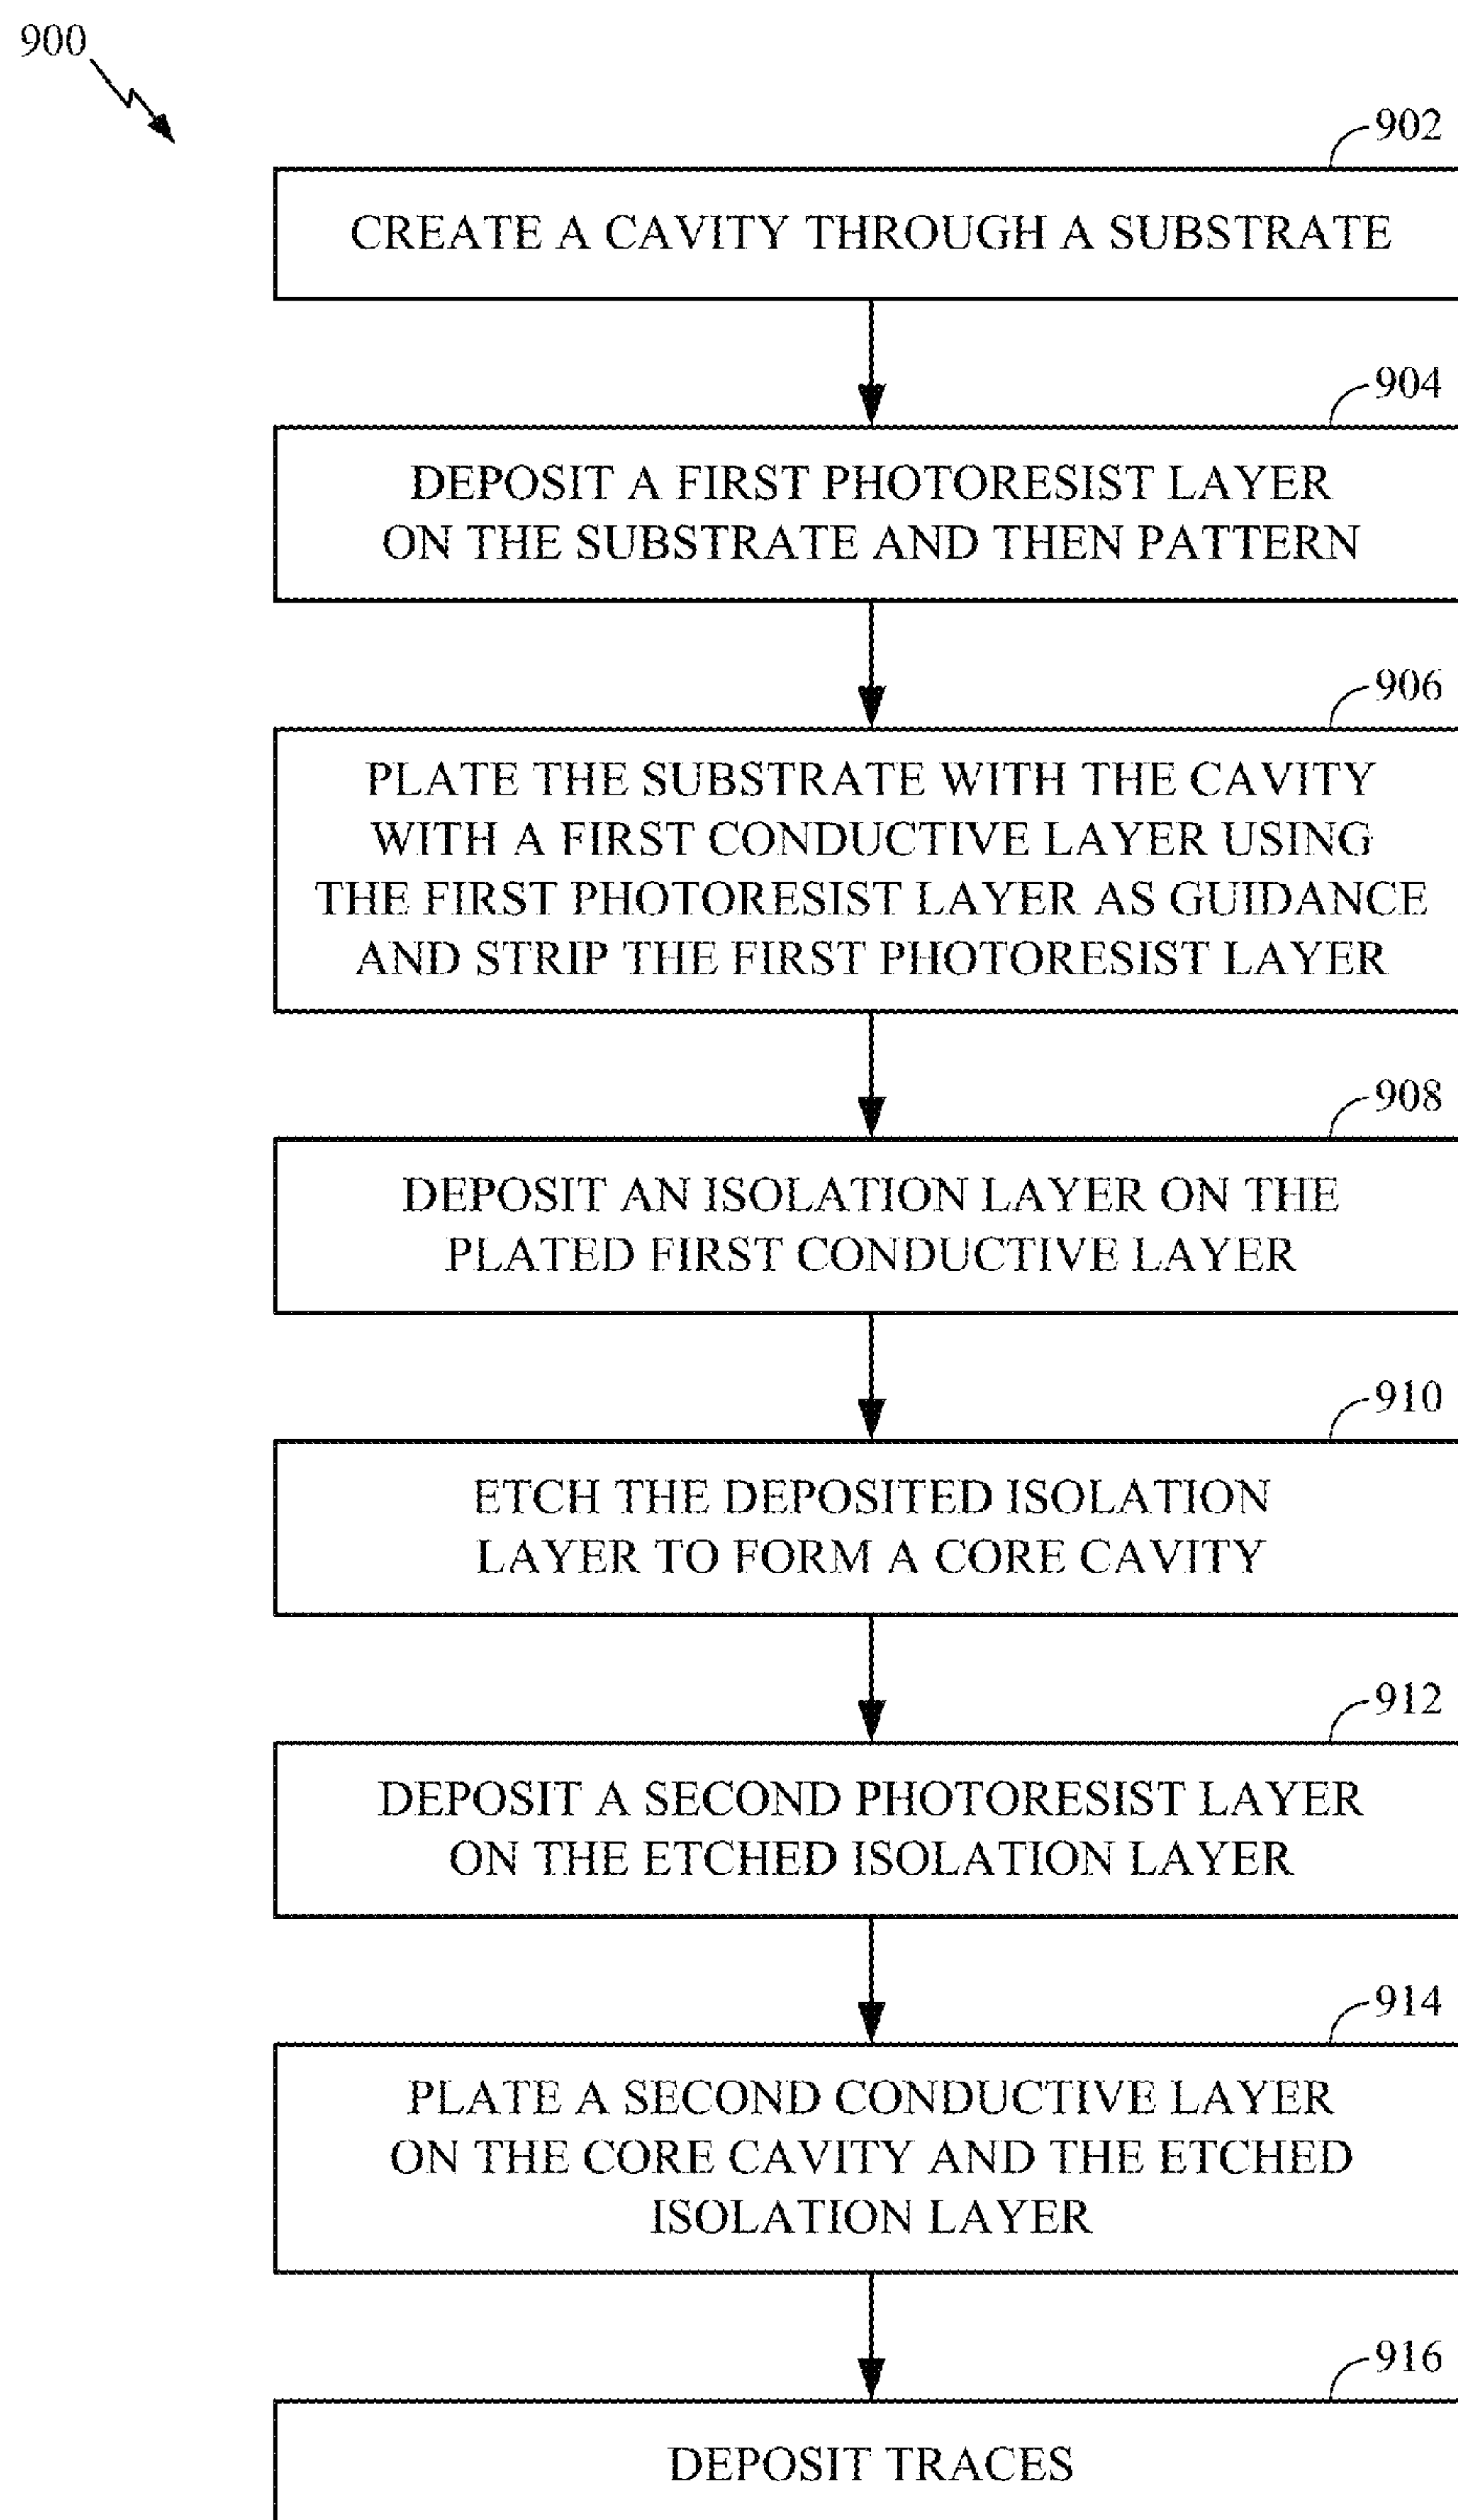 900
902
CREATE A CAVITY THROUGH A SUBSTRATE
904
DEPOSIT A FIRST PHOTORESIST LAYER
ON THE SUBSTRATE AND THEN PATTERN
906
PLATE THE SUBSTRATE WITH THE CAVITY
WITH A FIRST CONDUCTIVE LAYER USING
THE FIRST PHOTORESIST LAYER AS GUIDANCE
AND STRIP THE FIRST PHOTORESIST LAYER
908
DEPOSIT AN ISOLATION LAYER ON THE
PLATED FIRST CONDUCTIVE LAYER
910
ETCH THE DEPOSITED ISOLATION
LAYER TO FORM A CORE CAVITY
912
DEPOSIT A SECOND PHOTORESIST LAYER
ON THE ETCHED ISOLATION LAYER
914
PLATE A SECOND CONDUCTIVE LAYER
ON THE CORE CAVITY AND THE ETCHED
ISOLATION LAYER
916
DEPOSIT TRACES